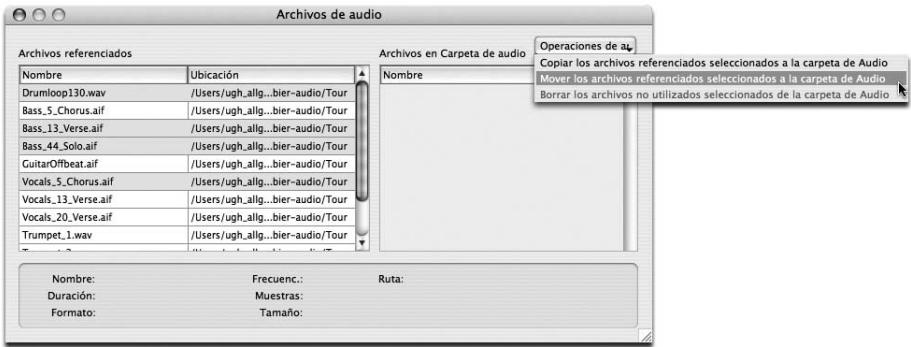 Archivos de audio
Archivos referenciados
Archivos en Carpeta de audio
Operaciones de
Copiar los archivos referenciados seleccionados a la carpeta de Audio
Mover los archivos referenciados seleccionados a la carpeta de Audio
Borrar los archivos no utilizados seleccionados de la carpeta de Audio
Nombre Ubicación Nombre
Drumloop130.wav /Users/ugh_allg...bier-audio/Tour
Bass_5_Chorus.aif /Users/ugh_allg...bier-audio/Tour
Bass_13_Verse.aif /Users/ugh_allg...bier-audio/Tour
Bass_44_Solo.aif /Users/ugh_allg...bier-audio/Tour
GuitarOffbeat.aif /Users/ugh_allg...bier-audio/Tour
Vocals_5_Chorus.aif /Users/ugh_allg...bier-audio/Tour
Vocals_13_Verse.aif /Users/ugh_allg...bier-audio/Tour
Vocals_20_Verse.aif /Users/ugh_allg...bier-audio/Tour
Trumpet_1.wav /Users/ugh_allg...bier-audio/Tour
Nombre: Frecuenc.: Ruta:
Duración: Muestras:
Formato: Tamaño: